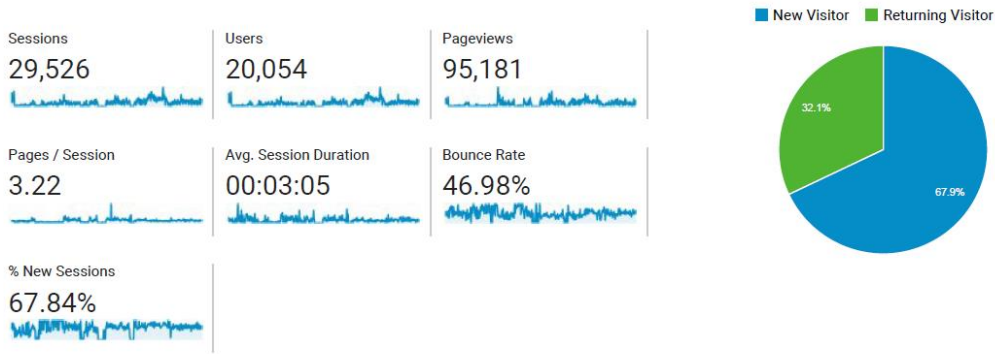 New Visitor Returning Visitor
Sessions
29,526
Users
20,054
Pageviews
95,181
Pages / Session
3.22
Avg. Session Duration
00:03:05
Bounce Rate
46.98%
% New Sessions
67.84%
32.1%
67.9%